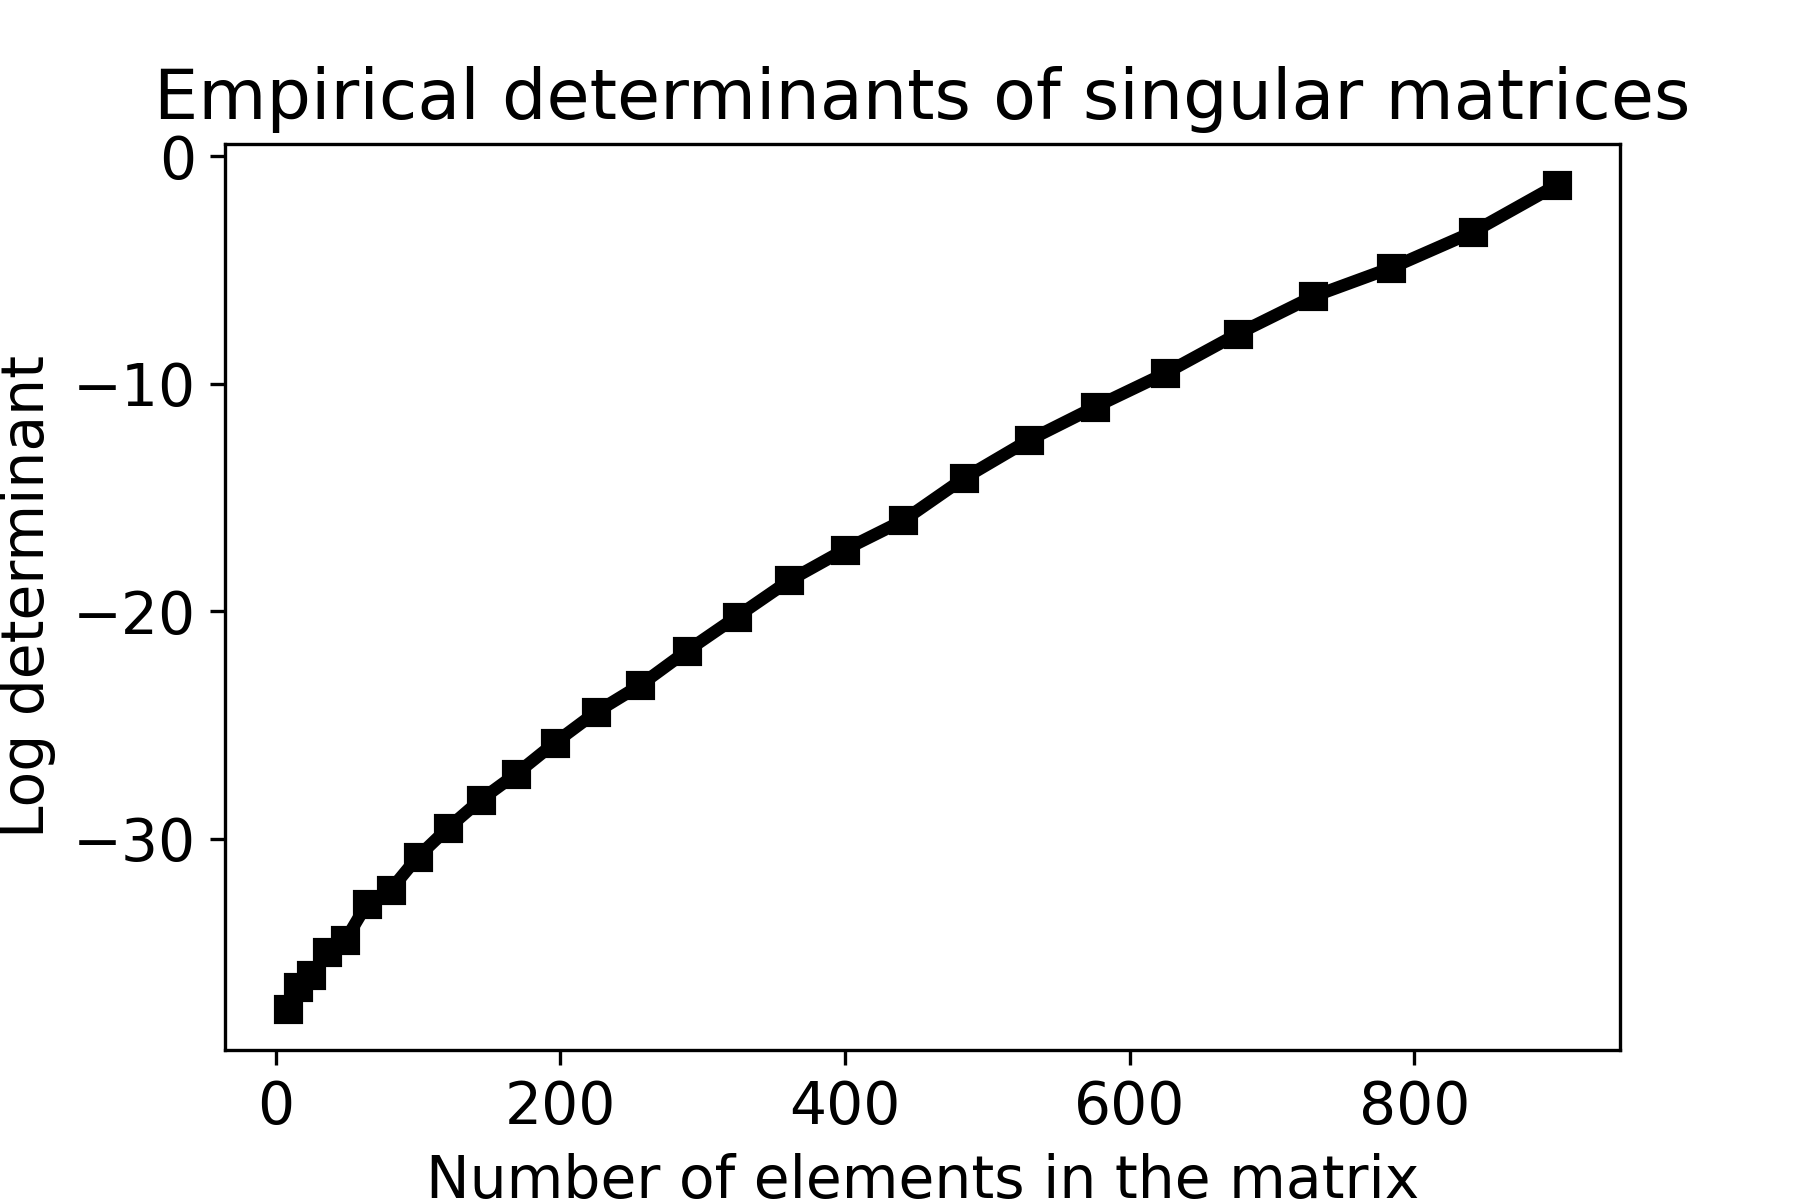 Empirical determinants of singular matrices
0
−10
−20
−30
Log determinant
0 200 400 600 800
Number of elements in the matrix